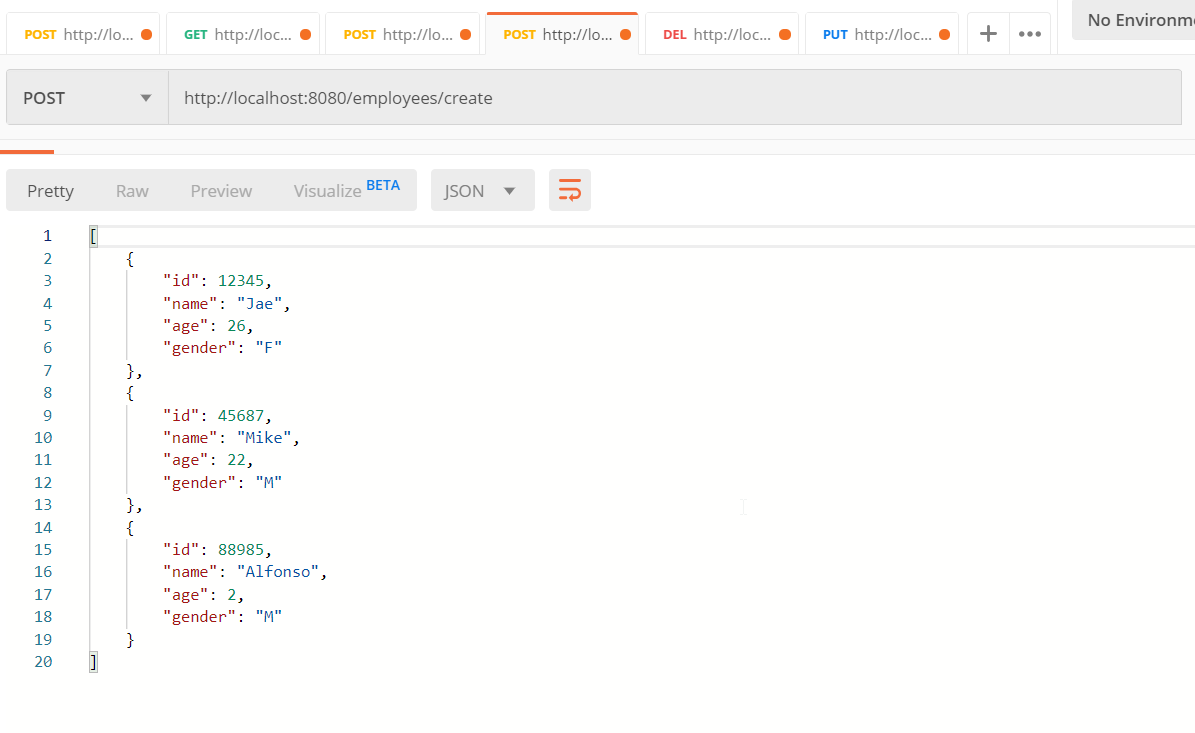 POST http://lo... GET http://loc... POST http://lo... POST http://lo... DEL http://loc... PUT http://loc... + ••• No Environme
POST http://localhost:8080/employees/create
Pretty Raw Preview Visualize BETA JSON
1 [
2 {
3 "id": 12345,
4 "name": "Jae",
5 "age": 26,
6 "gender": "F"
7 },
8 {
9 "id": 45687,
10 "name": "Mike",
11 "age": 22,
12 "gender": "M"
13 },
14 {
15 "id": 88985,
16 "name": "Alfonso",
17 "age": 2,
18 "gender": "M"
19 }
20 ]